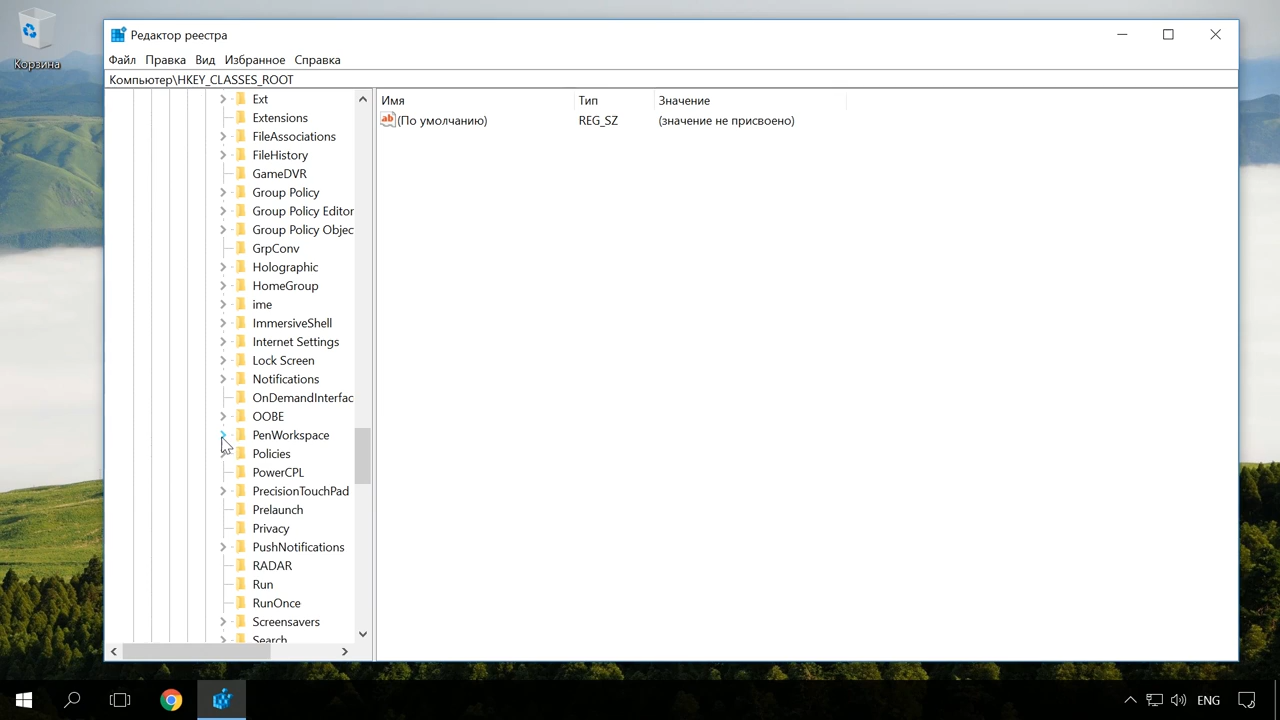 Корзина
Редактор реестра
Файл Правка Вид Избранное Справка
Компьютер\HKEY_CLASSES_ROOT
Ext
Extensions
FileAssociations
FileHistory
GameDVR
Group Policy
Group Policy Editor
Group Policy Objec
GrpConv
Holographic
HomeGroup
ime
ImmersiveShell
Internet Settings
Lock Screen
Notifications
OnDemandInterfac
OOBE
PenWorkspace
Policies
PowerCPL
PrecisionTouchPad
Prelaunch
Privacy
PushNotifications
RADAR
Run
RunOnce
Screensavers
Search
Имя Тип Значение
ab (По умолчанию) REG_SZ (значение не присвоено)
ENG